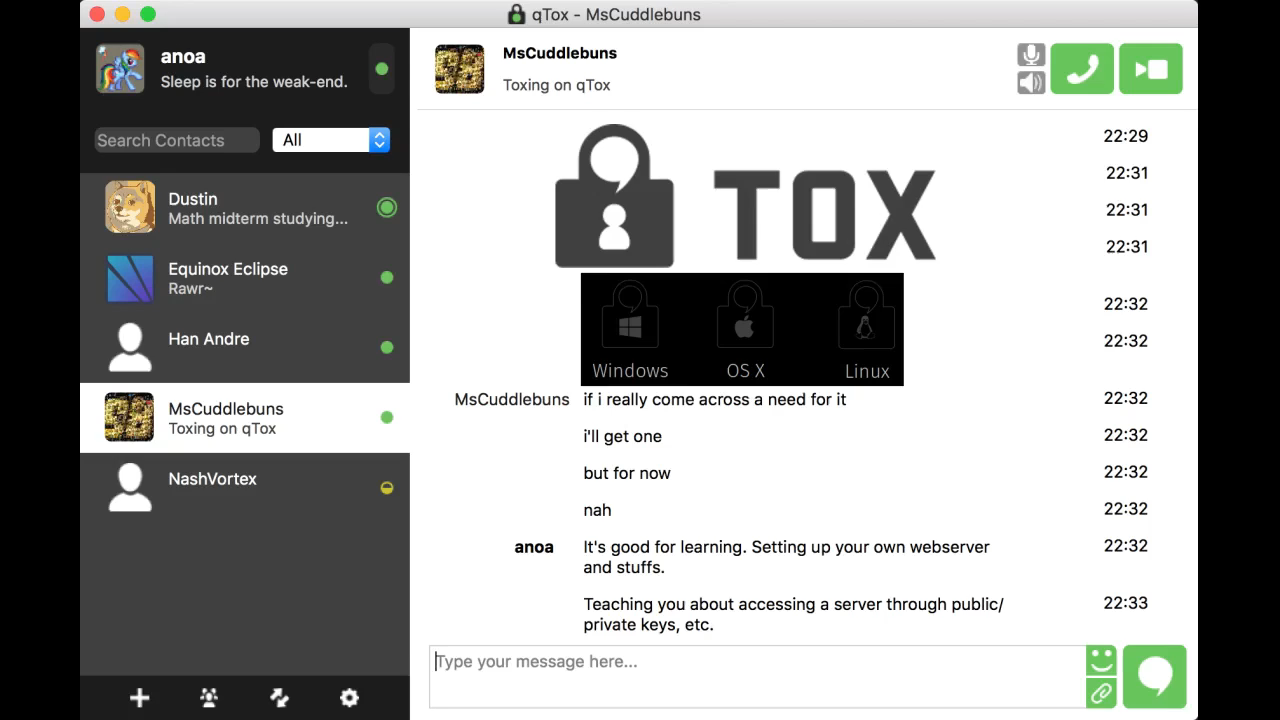 qTox - MsCuddlebuns
anoa
Sleep is for the weak-end.
Search Contacts
All
Dustin
Math midterm studying...
Equinox Eclipse
Rawr~
Han Andre
MsCuddlebuns
Toxing on qTox
NashVortex
MsCuddlebuns
Toxing on qTox
22:29
22:31
22:31
22:31
TOX
22:32
22:32
Windows OS X Linux
MsCuddlebuns if i really come across a need for it 22:32
i'll get one 22:32
but for now 22:32
nah 22:32
anoa It's good for learning. Setting up your own webserver 22:32
and stuffs.
Teaching you about accessing a server through public/ 22:33
private keys, etc.
Type your message here...